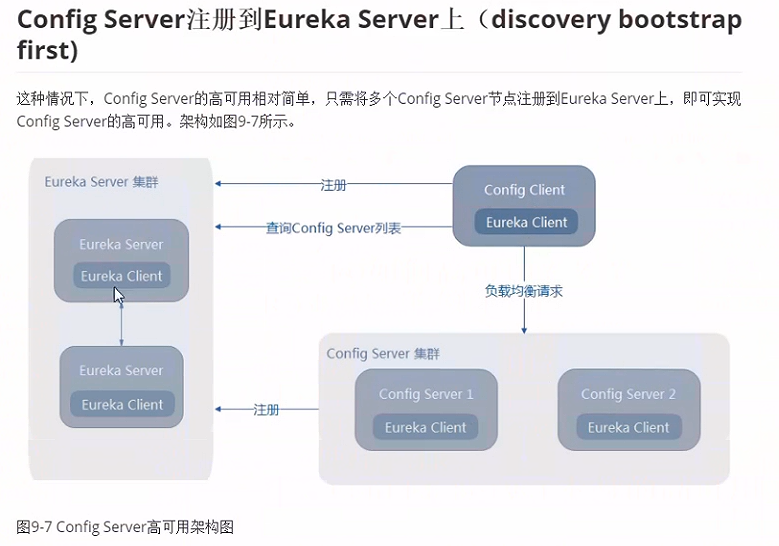 Config Server注册到Eureka Server上（discovery bootstrap
first)
这种情况下，Config Server的高可用相对简单，只需将多个Config Server节点注册到Eureka Server上，即可实现
Config Server的高可用。架构如图9-7所示。
Eureka Server 集群
注册
Config Client
Eureka Client
查询Config Server列表
Eureka Server
Eureka Client
负载均衡请求
Config Server 集群
Eureka Server
Eureka Client
注册
Config Server 1
Eureka Client
Config Server 2
Eureka Client
图9-7 Config Server高可用架构图